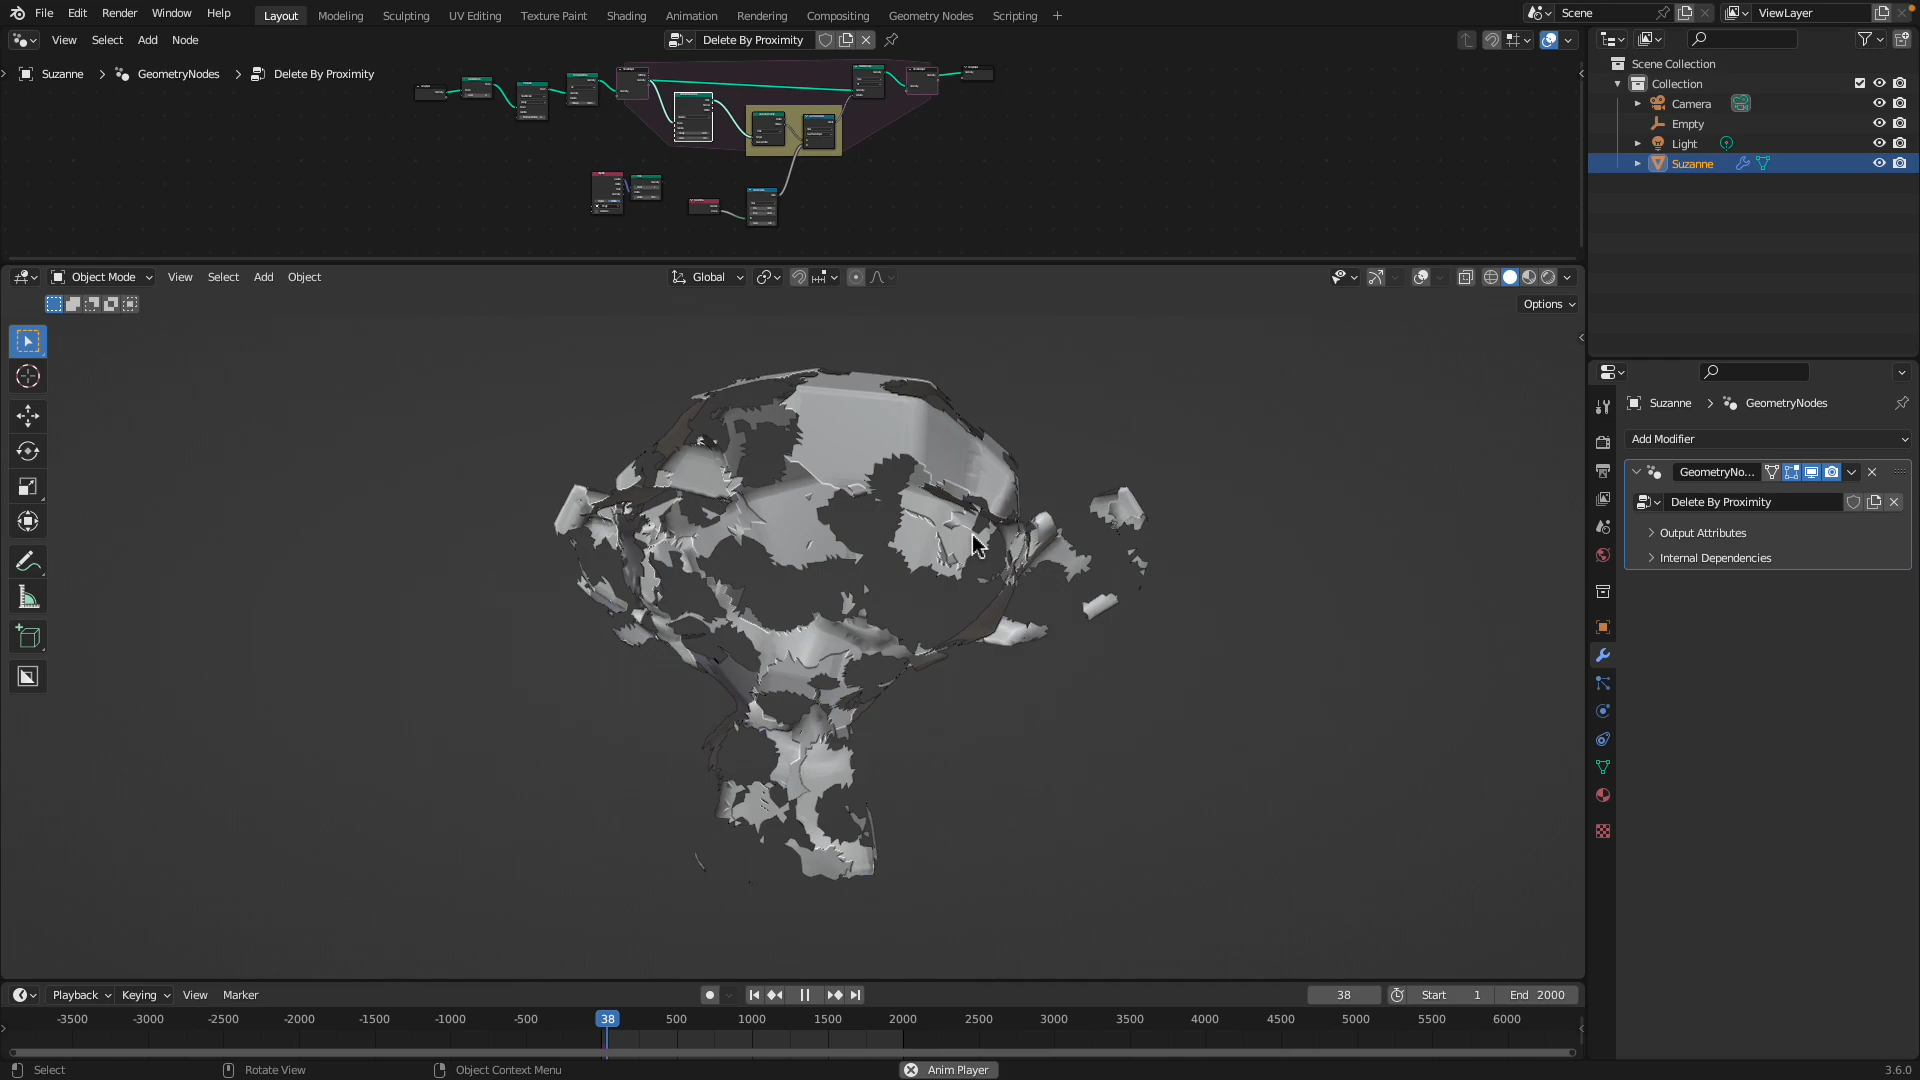 File Edit Render Window Help Layout Modeling Sculpting UV Editing Texture Paint Shading Animation Rendering Compositing Geometry Nodes Scripting Scene ViewLayer
View Select Add Node Delete By Proximity
Suzanne GeometryNodes Delete By Proximity
Scene Collection
Collection
Camera
Empty
Light
Suzanne
Object Mode View Select Add Object Global
Options
Suzanne GeometryNodes
Add Modifier
GeometryNo...
Delete By Proximity
Output Attributes
Internal Dependencies
Playback Keying View Marker 38 Start 1 End 2000
-3500 -3000 -2500 -2000 -1500 -1000 -500 38 500 1000 1500 2000 2500 3000 3500 4000 4500 5000 5500 6000
Select Rotate View Object Context Menu Anim Player 3.6.0